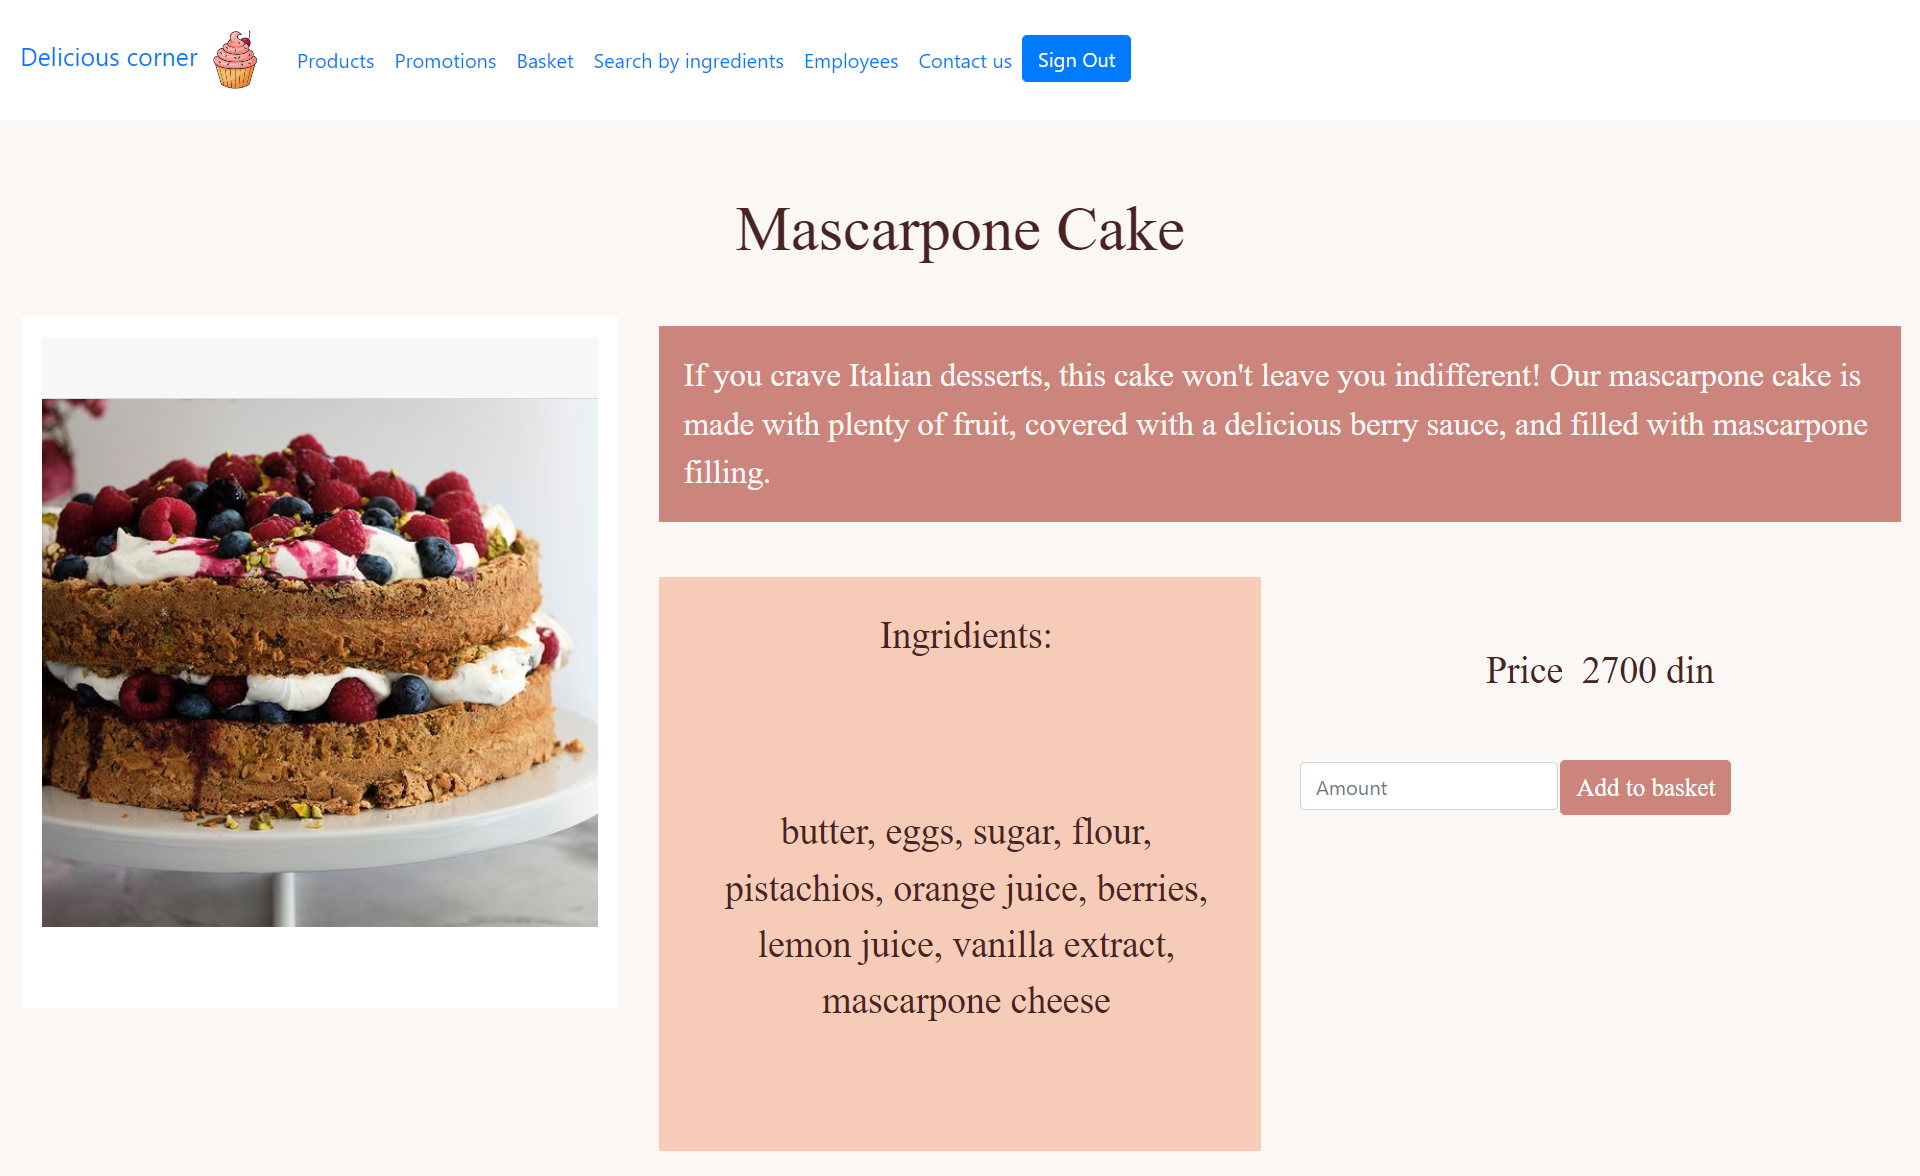 Delicious corner
Products Promotions Basket Search by ingredients Employees Contact us Sign Out
Mascarpone Cake
If you crave Italian desserts, this cake won't leave you indifferent! Our mascarpone cake is
made with plenty of fruit, covered with a delicious berry sauce, and filled with mascarpone
filling.
Ingridients:
butter, eggs, sugar, flour,
pistachios, orange juice, berries,
lemon juice, vanilla extract,
mascarpone cheese
Price 2700 din
Amount
Add to basket